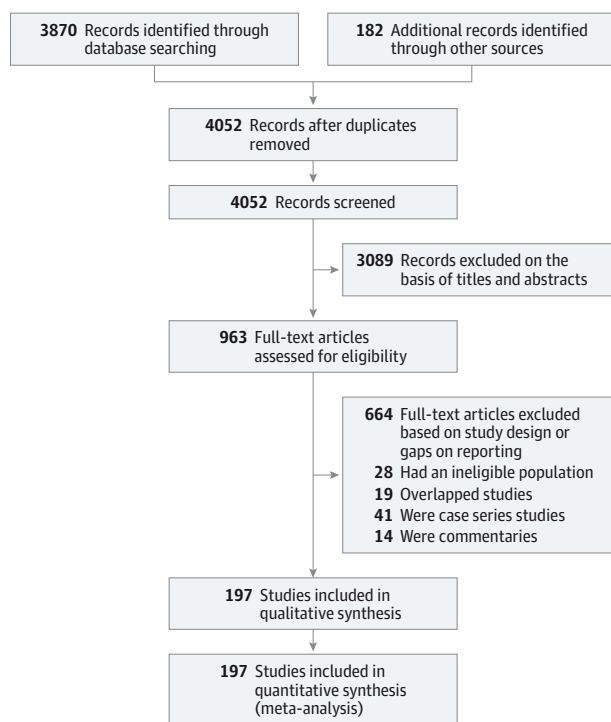 3870 Records identified through
database searching
182 Additional records identified
through other sources
4052 Records after duplicates
removed
4052 Records screened
3089 Records excluded on the
basis of titles and abstracts
963 Full-text articles
assessed for eligibility
664 Full-text articles excluded
based on study design or
gaps on reporting
28 Had an ineligible population
19 Overlapped studies
41 Were case series studies
14 Were commentaries
197 Studies included in
qualitative synthesis
197 Studies included in
quantitative synthesis
(meta-analysis)